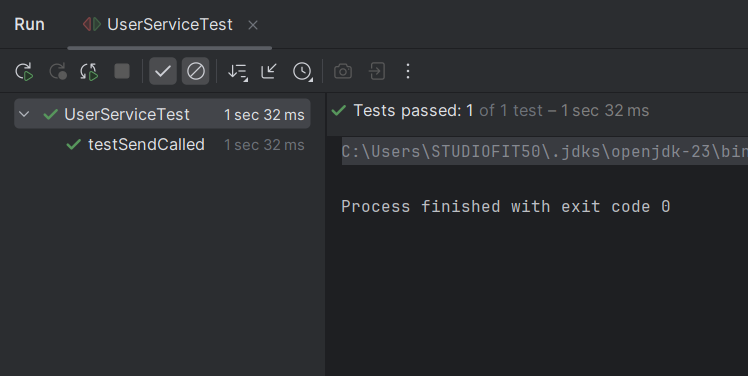 Run UserServiceTest
UserServiceTest 1 sec 32 ms
testSendCalled 1 sec 32 ms
Tests passed: 1 of 1 test – 1 sec 32 ms
C:\Users\STUDIOFIT50\.jdks\openjdk-23\bin
Process finished with exit code 0